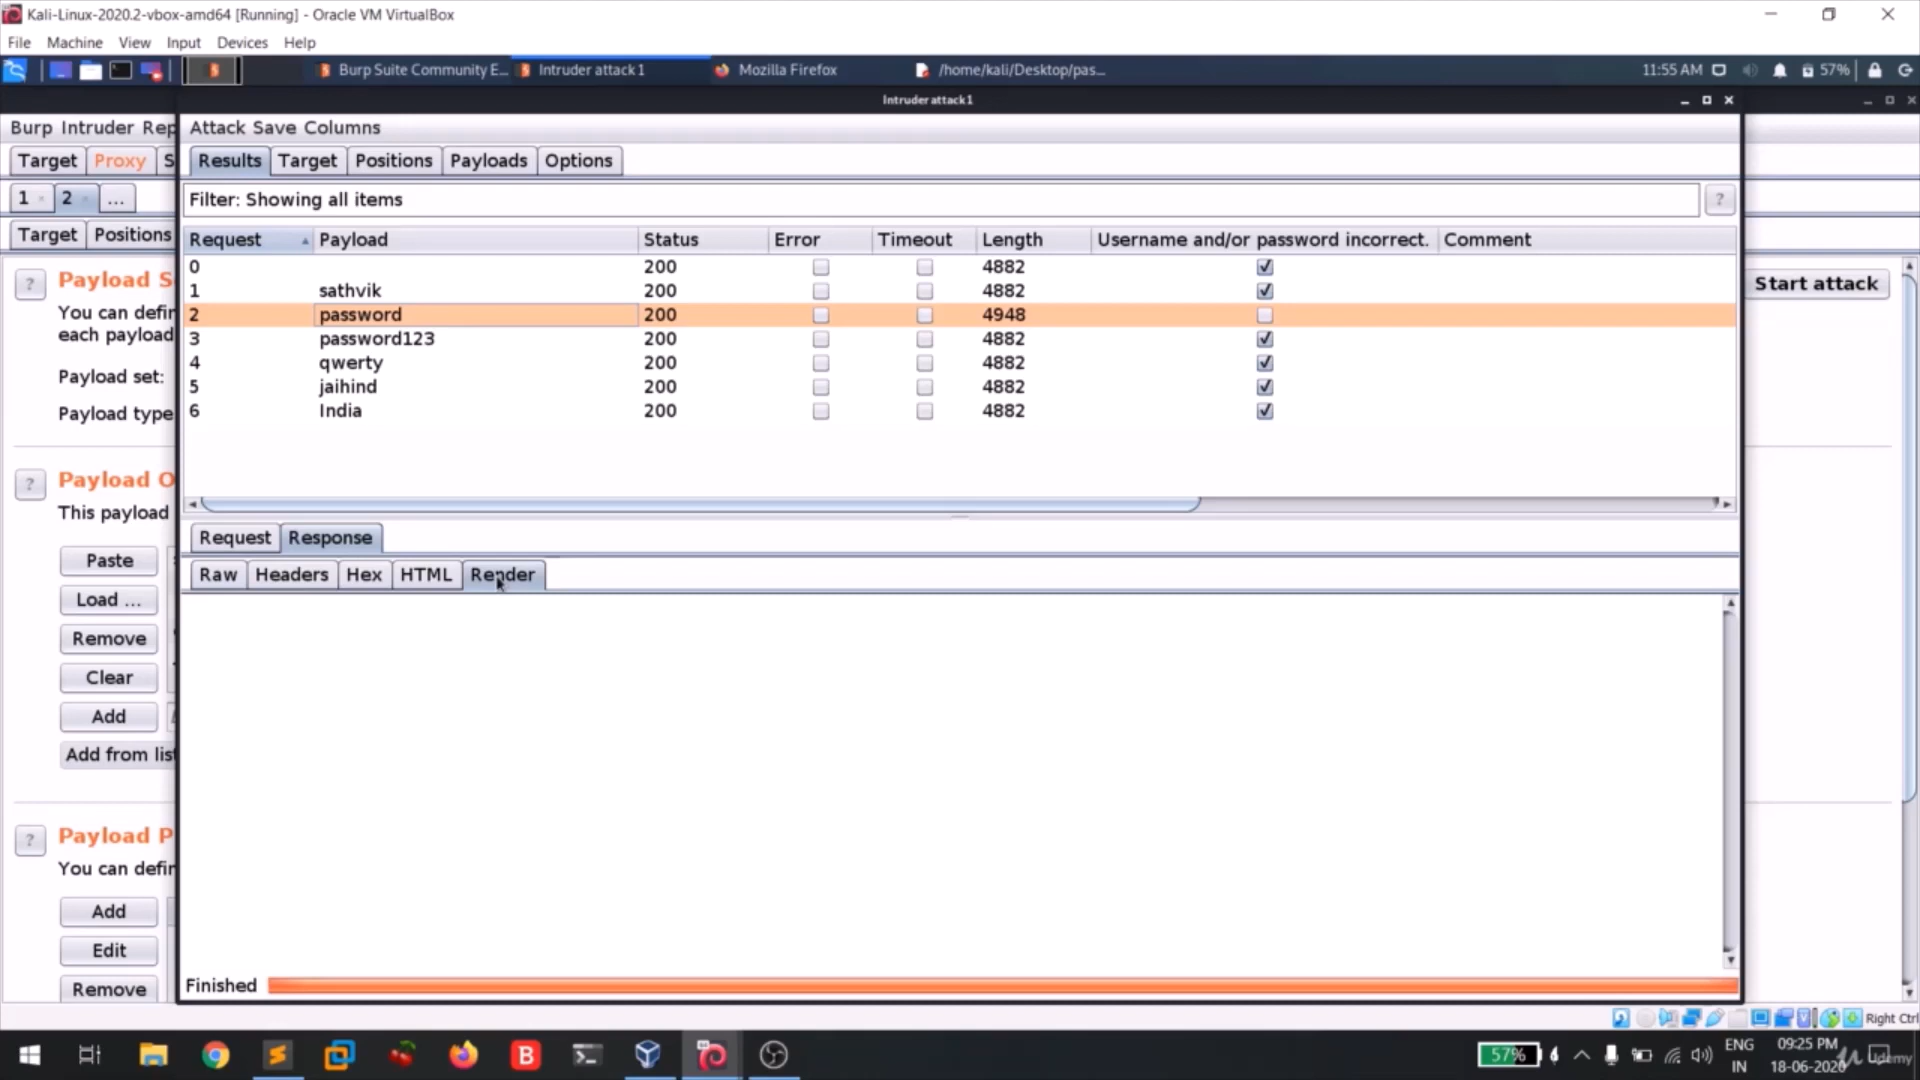 Kali-Linux-2020.2-vbox-amd64 [Running] - Oracle VM VirtualBox
File Machine View Input Devices Help
Burp Suite Community E... Intruder attack 1 Mozilla Firefox /home/kali/Desktop/pas... 11:55 AM 57%
Intruder attack 1
Burp Intruder Rep
Attack Save Columns
Target Proxy S
Results Target Positions Payloads Options
1 2 ...
Filter: Showing all items ?
Target Positions
Request Payload Status Error Timeout Length Username and/or password incorrect. Comment
0 200 4882
1 sathvik 200 4882
2 password 200 4948
3 password123 200 4882
4 qwerty 200 4882
5 jaihind 200 4882
6 India 200 4882
? Payload S
You can defin
each payload
Payload set:
Payload type
Start attack
? Payload O
This payload
Paste
Load ...
Remove
Clear
Add
Add from list
Request Response
Raw Headers Hex HTML Render
? Payload P
You can defin
Add
Edit
Remove
Finished
Right Ctrl
57% ENG IN 09:25 PM 18-06-2020
Udemy